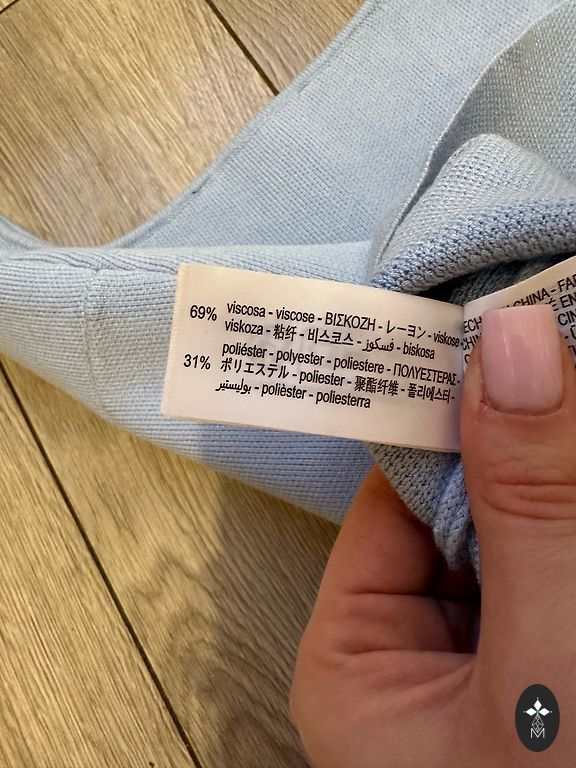 69% viscosa - viscose - ΒΙΣΚΟΖΗ - レーヨン - viskose
viskoza - 粘纤 - 비스코스 - فسكوز - biskosa
31% poliéster - polyester - poliestere - ΠΟΛΥΕΣΤΕΡΑΣ -
ポリエステル - poliester - 聚酯纤维 - 폴리에스터 -
بوليستير - polièster - poliesterra
CHINA - FA
M